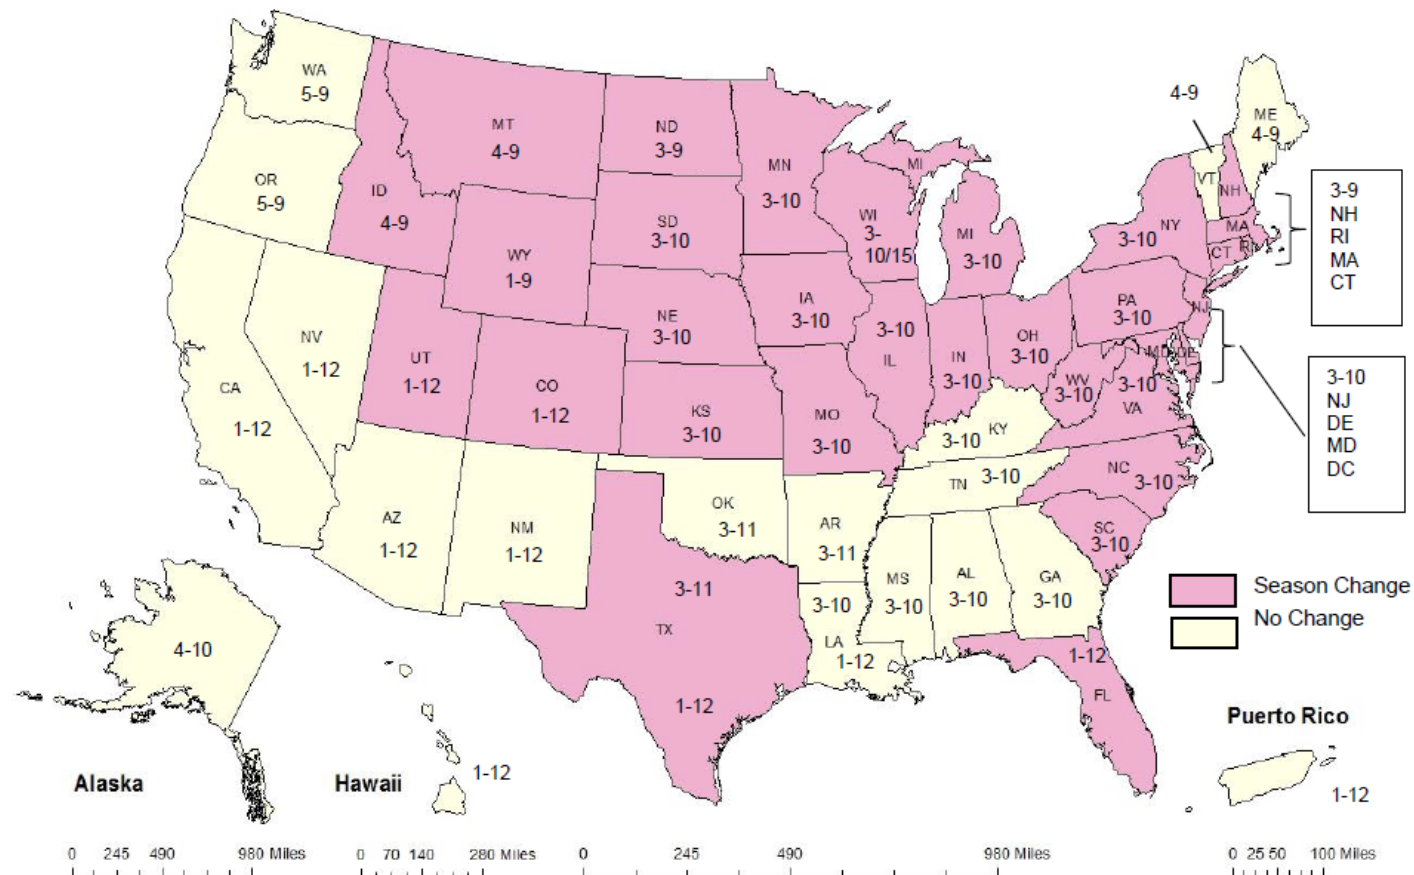 WA
5-9
OR
5-9
CA
1-12
NV
1-12
ID
4-9
MT
4-9
WY
1-9
UT
1-12
CO
1-12
AZ
1-12
NM
1-12
ND
3-9
SD
3-10
NE
3-10
KS
3-10
OK
3-11
3-11
TX
1-12
MN
3-10
IA
3-10
MO
3-10
AR
3-11
3-10
LA
1-12
WI
3-
10/15
MI
MI
3-10
3-10
IL
IN
3-10
OH
3-10
KY
3-10
TN
3-10
MS
3-10
AL
3-10
GA
3-10
1-12
FL
SC
3-10
NC
3-10
3-10
VA
WV
3-10
PA
3-10
NY
3-10
4-9
VT
NH
ME
4-9
MA
CT
RI
NJ
MD
DE
3-9
NH
RI
MA
CT
3-10
NJ
DE
MD
DC
Season Change
No Change
4-10
Alaska
Hawaii
1-12
Puerto Rico
1-12
0 245 490 980 Miles
0 70 140 280 Miles
0 245 490 980 Miles
0 25 50 100 Miles